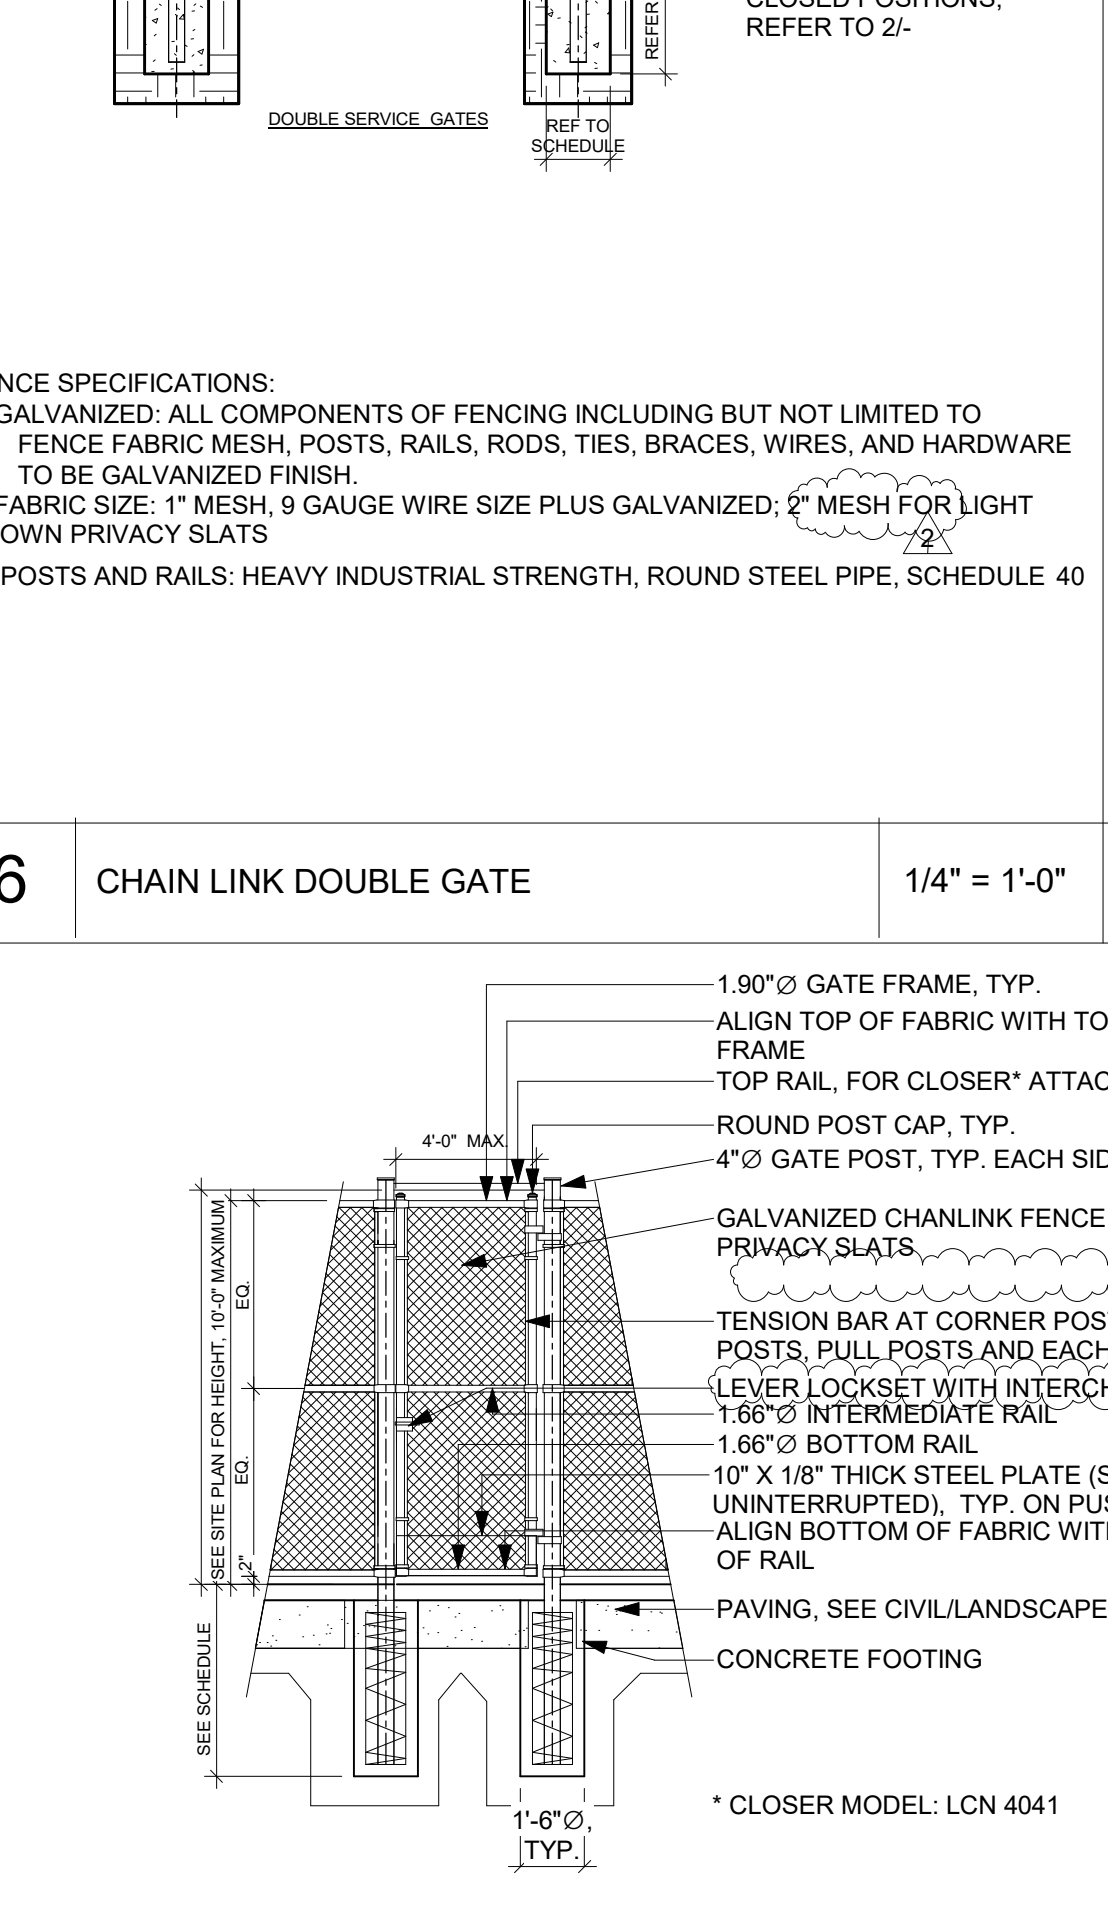 CLOSED POSITIONS,
REFER TO 2/-
REFER
DOUBLE SERVICE GATES
REF TO
SCHEDULE
NCE SPECIFICATIONS:
GALVANIZED: ALL COMPONENTS OF FENCING INCLUDING BUT NOT LIMITED TO
FENCE FABRIC MESH, POSTS, RAILS, RODS, TIES, BRACES, WIRES, AND HARDWARE
TO BE GALVANIZED FINISH.
FABRIC SIZE: 1" MESH, 9 GAUGE WIRE SIZE PLUS GALVANIZED; 2" MESH FOR LIGHT
OWN PRIVACY SLATS
2
POSTS AND RAILS: HEAVY INDUSTRIAL STRENGTH, ROUND STEEL PIPE, SCHEDULE 40
6
CHAIN LINK DOUBLE GATE
1/4" = 1'-0"
1.90"Ø GATE FRAME, TYP.
ALIGN TOP OF FABRIC WITH TO
FRAME
TOP RAIL, FOR CLOSER* ATTAC
ROUND POST CAP, TYP.
4'-0" MAX.
4"Ø GATE POST, TYP. EACH SID
GALVANIZED CHANLINK FENCE
PRIVACY SLATS
SEE SITE PLAN FOR HEIGHT, 10'-0" MAXIMUM
EQ.
EQ.
2"
TENSION BAR AT CORNER POST
POSTS, PULL POSTS AND EACH
LEVER LOCKSET WITH INTERCH
1.66"Ø INTERMEDIATE RAIL
1.66"Ø BOTTOM RAIL
10" X 1/8" THICK STEEL PLATE (S
UNINTERRUPTED), TYP. ON PUS
ALIGN BOTTOM OF FABRIC WITH
OF RAIL
PAVING, SEE CIVIL/LANDSCAPE
CONCRETE FOOTING
SEE SCHEDULE
1'-6"Ø,
TYP.
* CLOSER MODEL: LCN 4041